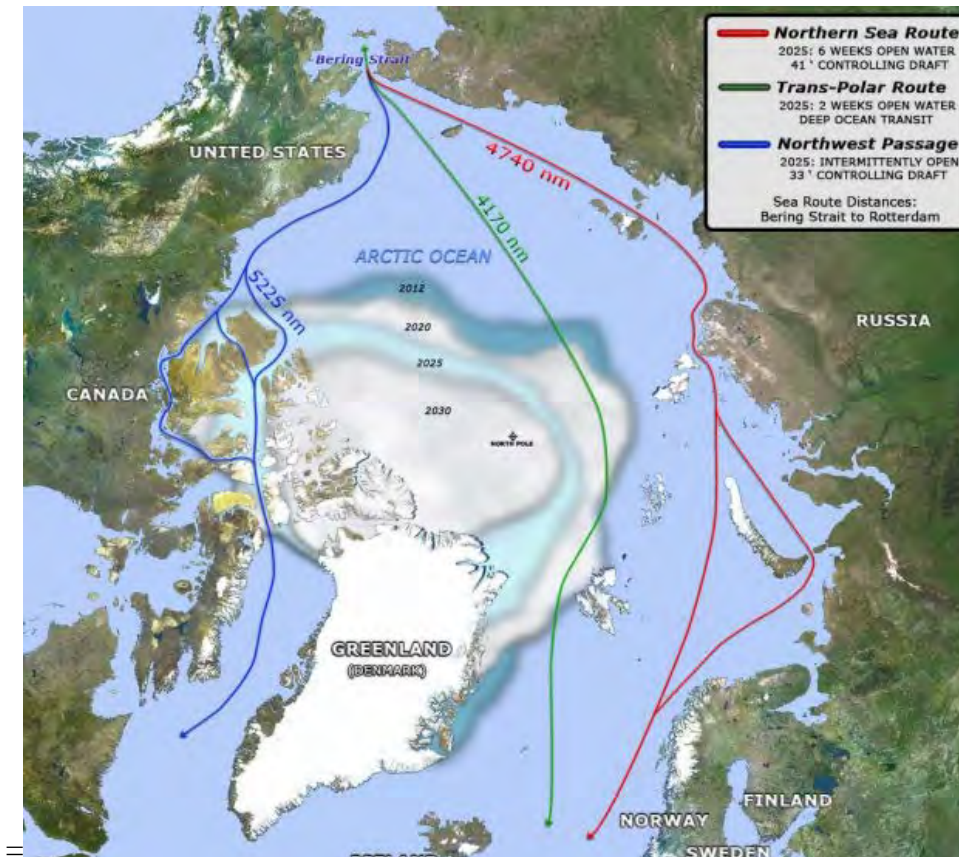 Bering Strait
Northern Sea Route
2025: 6 WEEKS OPEN WATER
41' CONTROLLING DRAFT
Trans-Polar Route
2025: 2 WEEKS OPEN WATER
DEEP OCEAN TRANSIT
Northwest Passage
2025: INTERMITTENTLY OPEN
33' CONTROLLING DRAFT
Sea Route Distances:
Bering Strait to Rotterdam
UNITED STATES
4740 nm
4170 nm
ARCTIC OCEAN
5225 nm
2012
2020
RUSSIA
2025
CANADA
2030
NORTH POLE
GREENLAND
(DENMARK)
FINLAND
NORWAY
SWEDEN
=